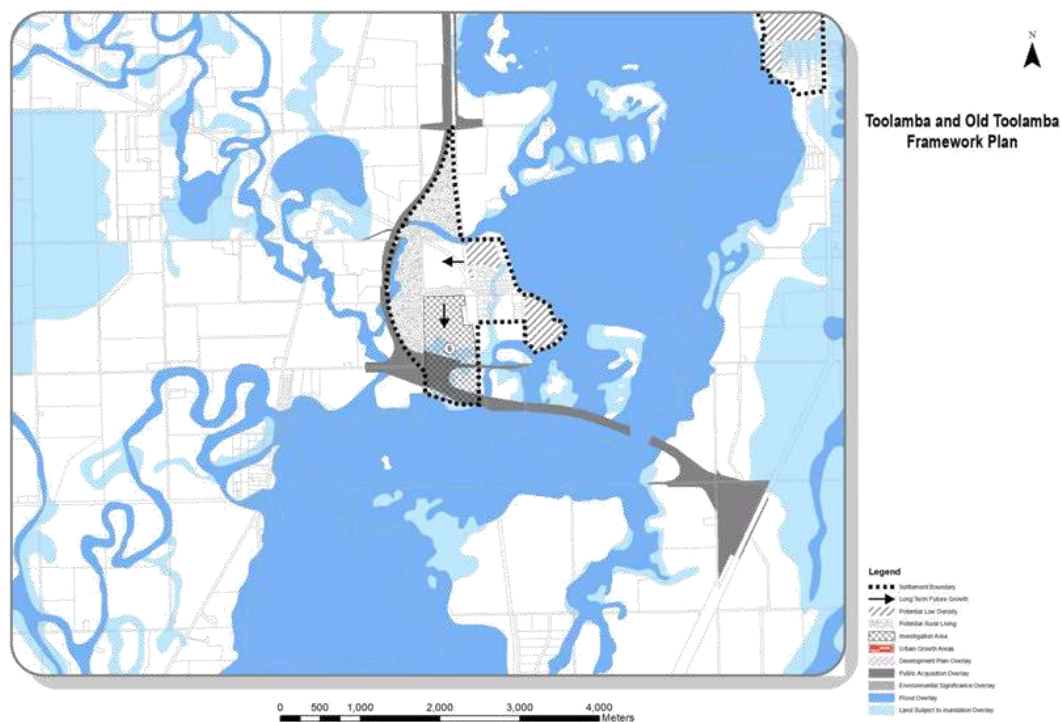 N
Toolamba and Old Toolamba
Framework Plan
6
Legend
Settlement Boundary
Long Term Future Growth
Potential Low Density
Potential Rural Living
Investigation Area
Urban Growth Areas
Development Plan Overlay
Public Acquisition Overlay
Environmental Significance Overlay
Flood Overlay
Land Subject to Inundation Overlay
0 500 1,000 2,000 3,000 4,000
Meters